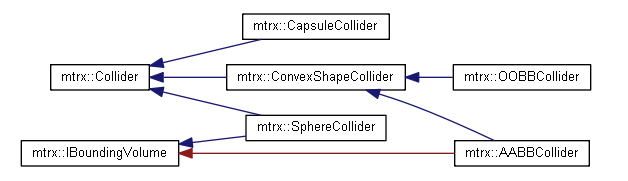 mtrx::CapsuleCollider
mtrx::Collider
mtrx::ConvexShapeCollider
mtrx::OOBBCollider
mtrx::SphereCollider
mtrx::IBoundingVolume
mtrx::AABBCollider